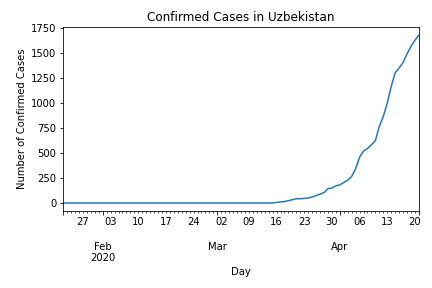 Confirmed Cases in Uzbekistan
1750
1500
1250
1000
750
500
250
0
Number of Confirmed Cases
27 03 10 17 24 02 09 16 23 30 06 13 20
Feb Mar Apr
2020
Day